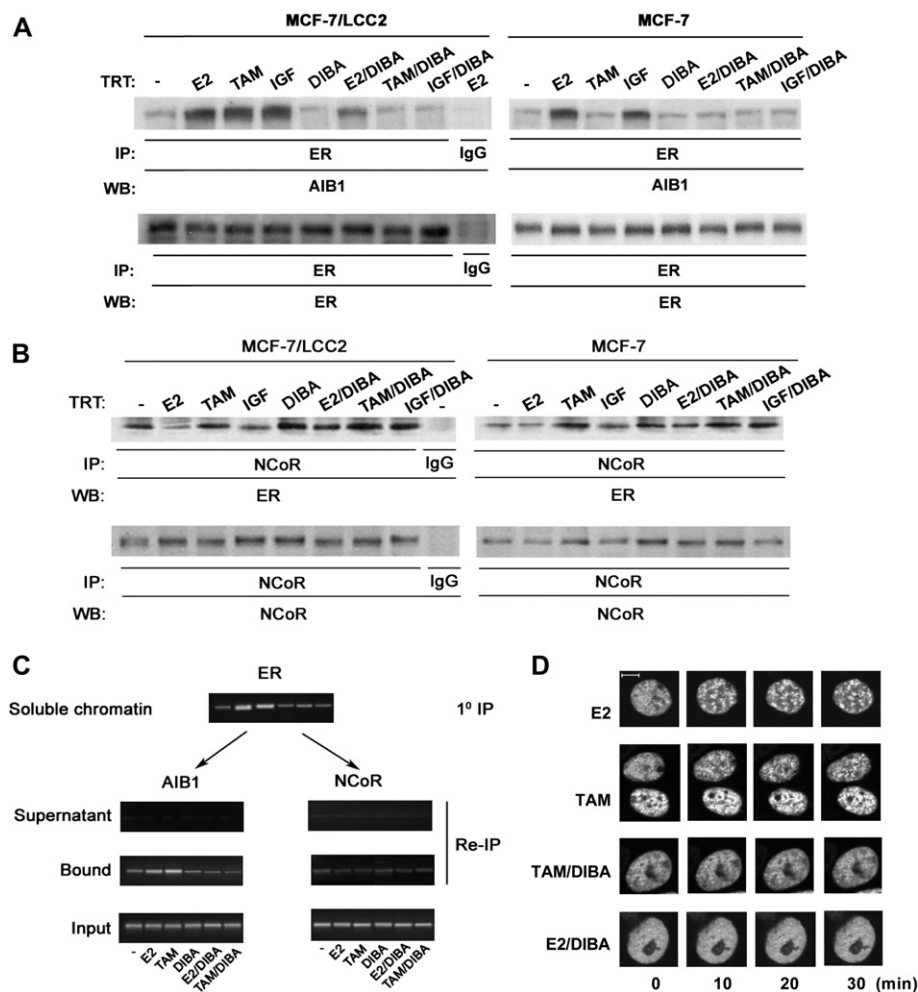 A
MCF-7/LCC2
MCF-7
TRT: - E2 TAM IGF DIBA E2/DIBA TAM/DIBA IGF/DIBA E2
- E2 TAM IGF DIBA E2/DIBA TAM/DIBA IGF/DIBA
IP: ER IgG ER
WB: AIB1 AIB1
IP: ER IgG ER
WB: ER ER
B
MCF-7/LCC2
MCF-7
TRT: - E2 TAM IGF DIBA E2/DIBA TAM/DIBA IGF/DIBA -
- E2 TAM IGF DIBA E2/DIBA TAM/DIBA IGF/DIBA
IP: NCoR IgG NCoR
WB: ER ER
IP: NCoR IgG NCoR
WB: NCoR NCoR
C
ER
Soluble chromatin 1⁰ IP
AIB1 NCoR
Supernatant
Re-IP
Bound
Input
- E2 TAM DIBA E2/DIBA TAM/DIBA
- E2 TAM DIBA E2/DIBA TAM/DIBA
D
E2
TAM
TAM/DIBA
E2/DIBA
0 10 20 30 (min)